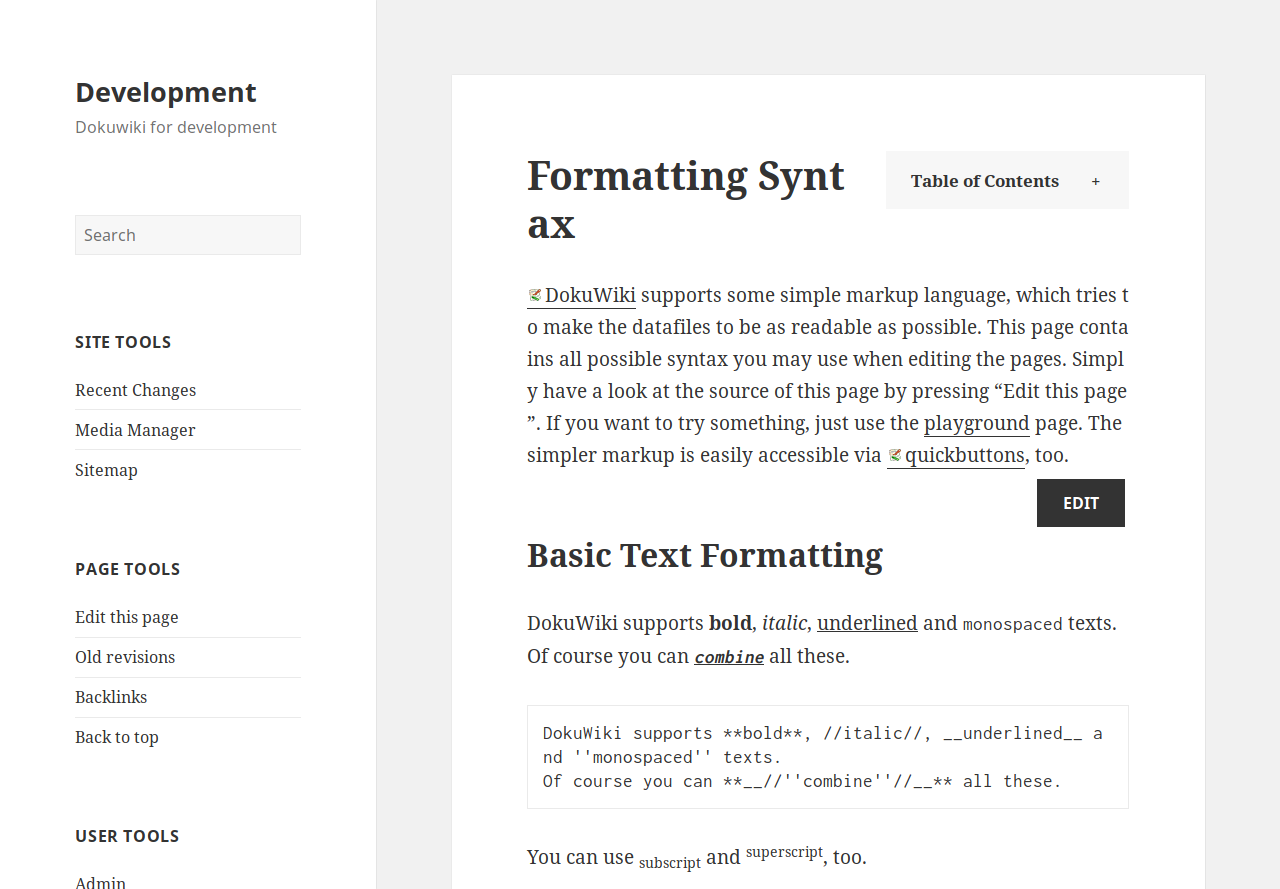 Development
Dokuwiki for development
Search
SITE TOOLS
Recent Changes
Media Manager
Sitemap
PAGE TOOLS
Edit this page
Old revisions
Backlinks
Back to top
USER TOOLS
Admin
Formatting Synt
ax
Table of Contents +
DokuWiki supports some simple markup language, which tries t
o make the datafiles to be as readable as possible. This page conta
ins all possible syntax you may use when editing the pages. Simpl
y have a look at the source of this page by pressing “Edit this page
”. If you want to try something, just use the playground page. The
simpler markup is easily accessible via quickbuttons, too.
EDIT
Basic Text Formatting
DokuWiki supports bold, italic, underlined and monospaced texts.
Of course you can combine all these.
DokuWiki supports **bold**, //italic//, __underlined__ a
nd ''monospaced'' texts.
Of course you can **__//''combine''//__** all these.
You can use subscript and superscript, too.